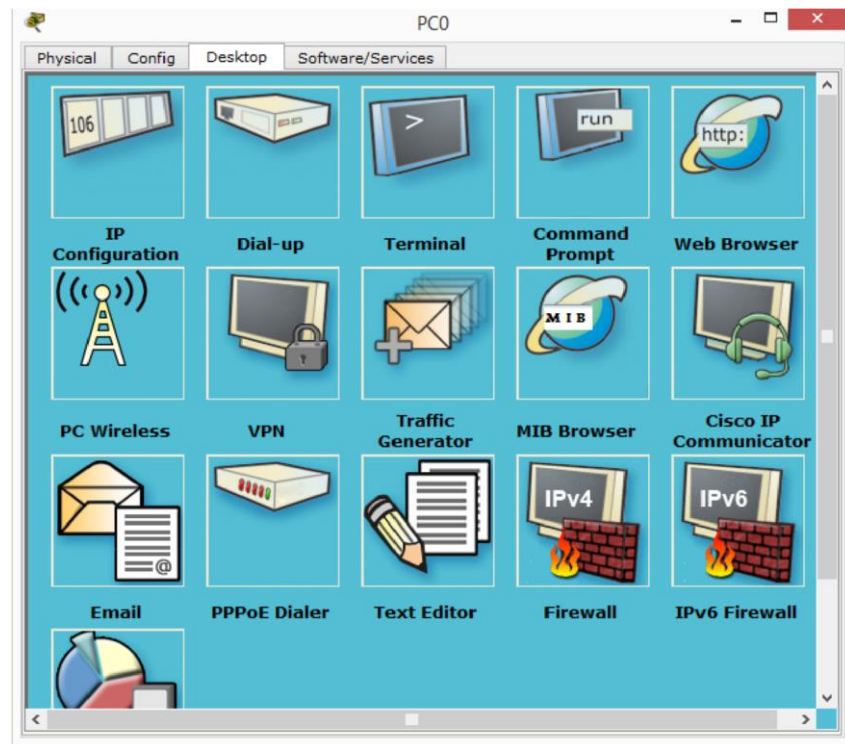 PC0
Physical Config Desktop Software/Services
106
>
run
http:
IP
Configuration
Dial-up
Terminal
Command
Prompt
Web Browser
MIB
PC Wireless
VPN
Traffic
Generator
MIB Browser
Cisco IP
Communicator
@
IPv4
IPv6
Email
PPPoE Dialer
Text Editor
Firewall
IPv6 Firewall